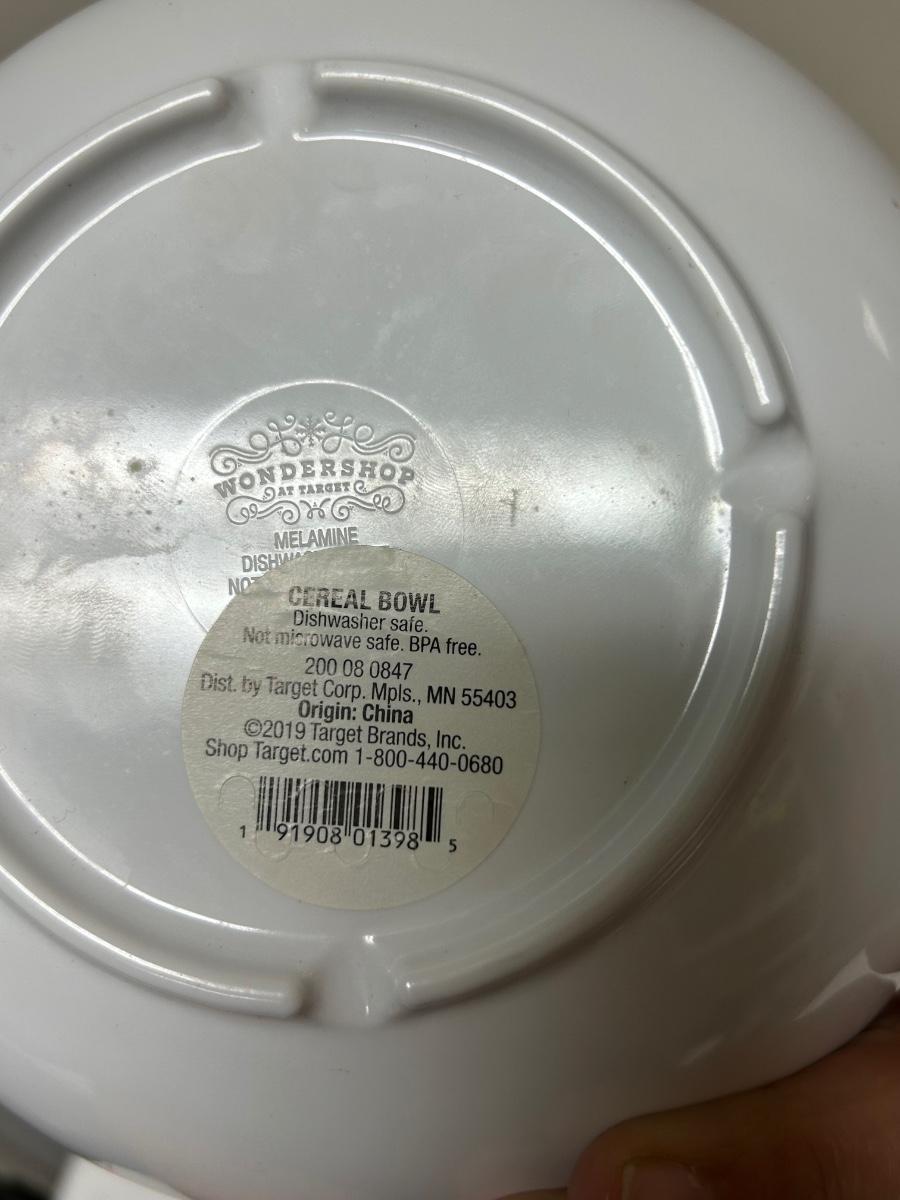 WONDERSHOP
AT TARGET
MELAMINE
CEREAL BOWL
Dishwasher safe.
Not microwave safe. BPA free.
200 08 0847
Dist. by Target Corp. Mpls., MN 55403
Origin: China
©2019 Target Brands, Inc.
Shop Target.com 1-800-440-0680
1 91908 01398 5